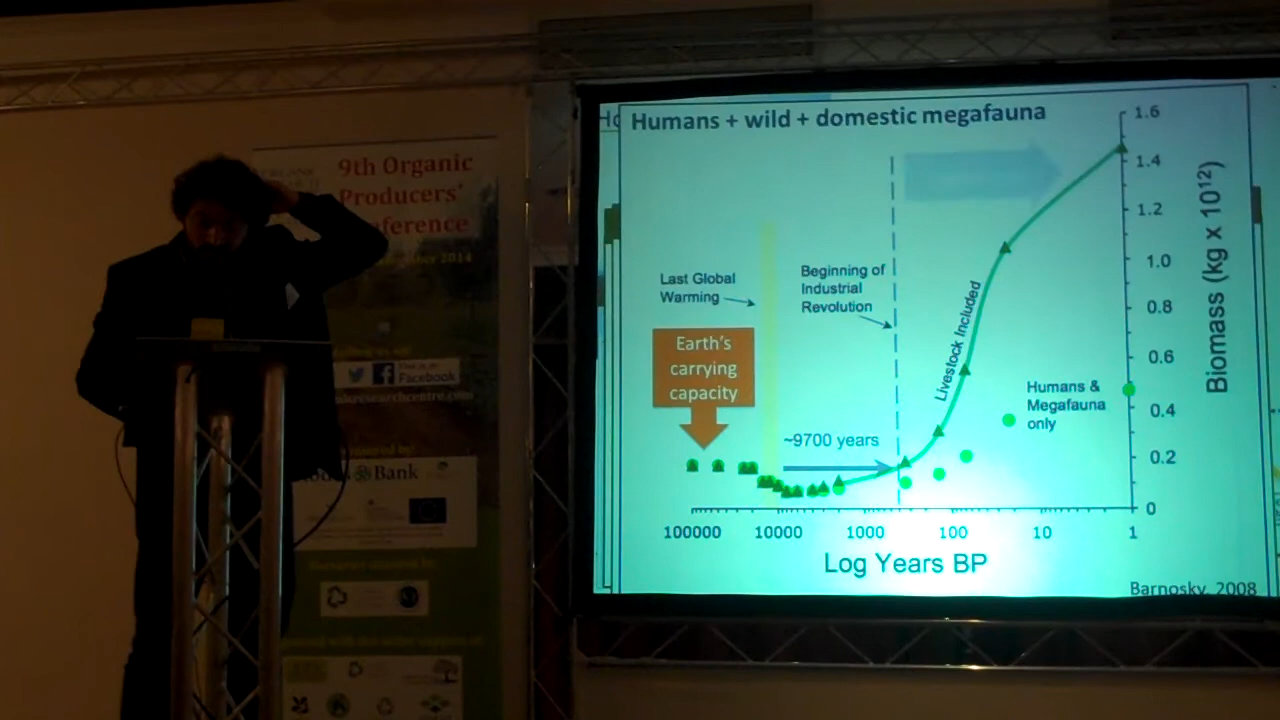 9th Organic
Producers'
ference
2014
Facebook
Bank
Ho
Humans + wild + domestic megafauna
Last Global
Warming
Beginning of
Industrial
Revolution
Earth's
carrying
capacity
~9700 years
Livestock Included
Humans &
Megafauna
only
1.6
1.4
1.2
1.0
0.8
0.6
0.4
0.2
0
Biomass (kg x 10¹²)
100000 10000 1000 100 10 1
Log Years BP
Barnosky, 2008